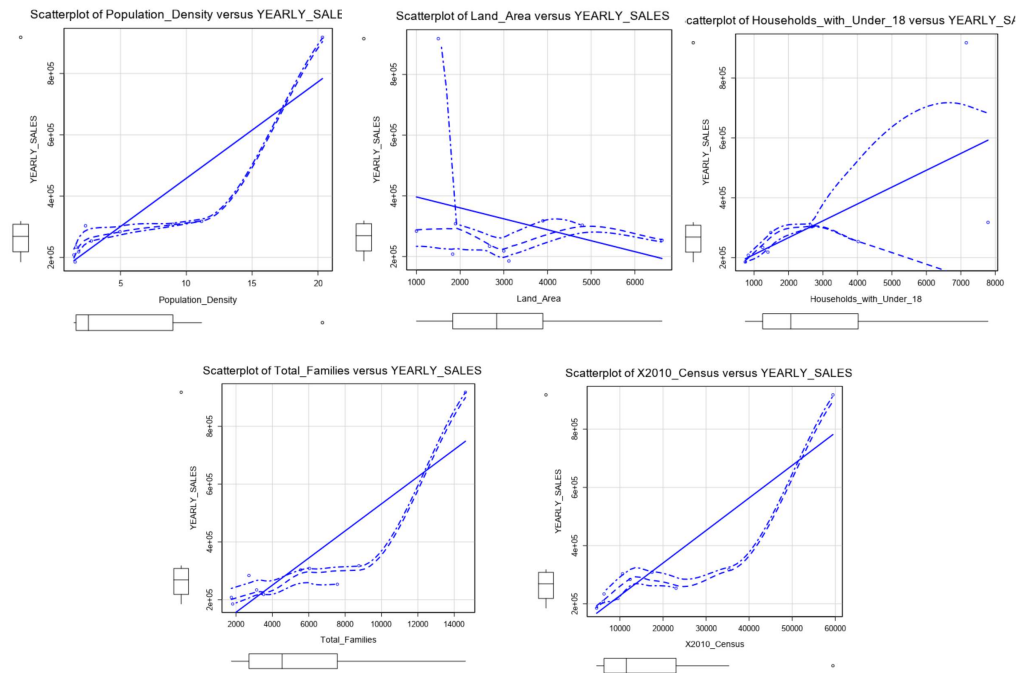 Scatterplot of Population_Density versus YEARLY_SALE
YEARLY_SALES
2e+05 4e+05 6e+05 8e+05
5 10 15 20
Population_Density
Scatterplot of Land_Area versus YEARLY_SALES
YEARLY_SALES
2e+05 4e+05 6e+05 8e+05
1000 2000 3000 4000 5000 6000
Land_Area
catterplot of Households_with_Under_18 versus YEARLY_SA
YEARLY_SALES
2e+05 4e+05 6e+05 8e+05
1000 2000 3000 4000 5000 6000 7000 8000
Households_with_Under_18
Scatterplot of Total_Families versus YEARLY_SALES
YEARLY_SALES
2e+05 4e+05 6e+05 8e+05
2000 4000 6000 8000 10000 12000 14000
Total_Families
Scatterplot of X2010_Census versus YEARLY_SALES
YEARLY_SALES
2e+05 4e+05 6e+05 8e+05
10000 20000 30000 40000 50000 60000
X2010_Census